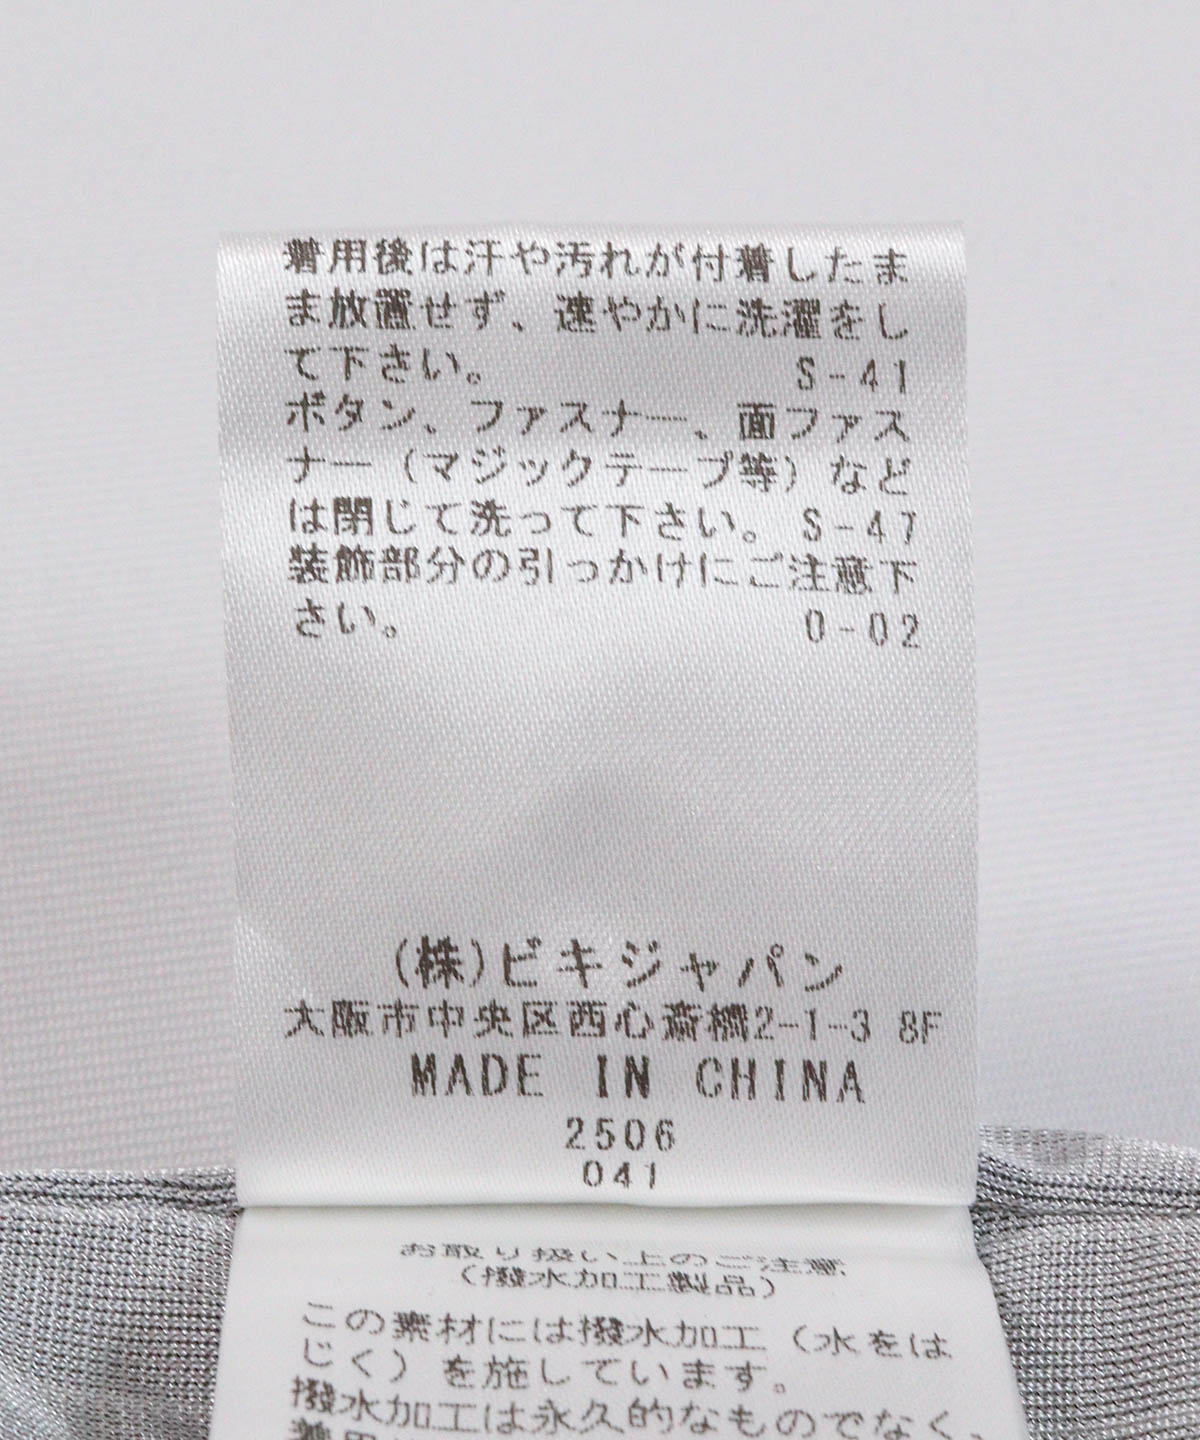 着用後は汗や汚れが付着したま
ま放置せず、速やかに洗濯をし
て下さい。 S-41
ボタン、ファスナー、面ファス
ナー(マジックテープ等)など
は閉じて洗って下さい。S-47
装飾部分の引っかけにご注意下
さい。 0-02
(株)ビキジャパン
大阪市中央区西心斎橋2-1-3 8F
MADE IN CHINA
2506
041
お取り扱い上のご注意
(撥水加工製品)
この素材には撥水加工(水をは
じく)を施しています。
撥水加工は永久的なものでなく、